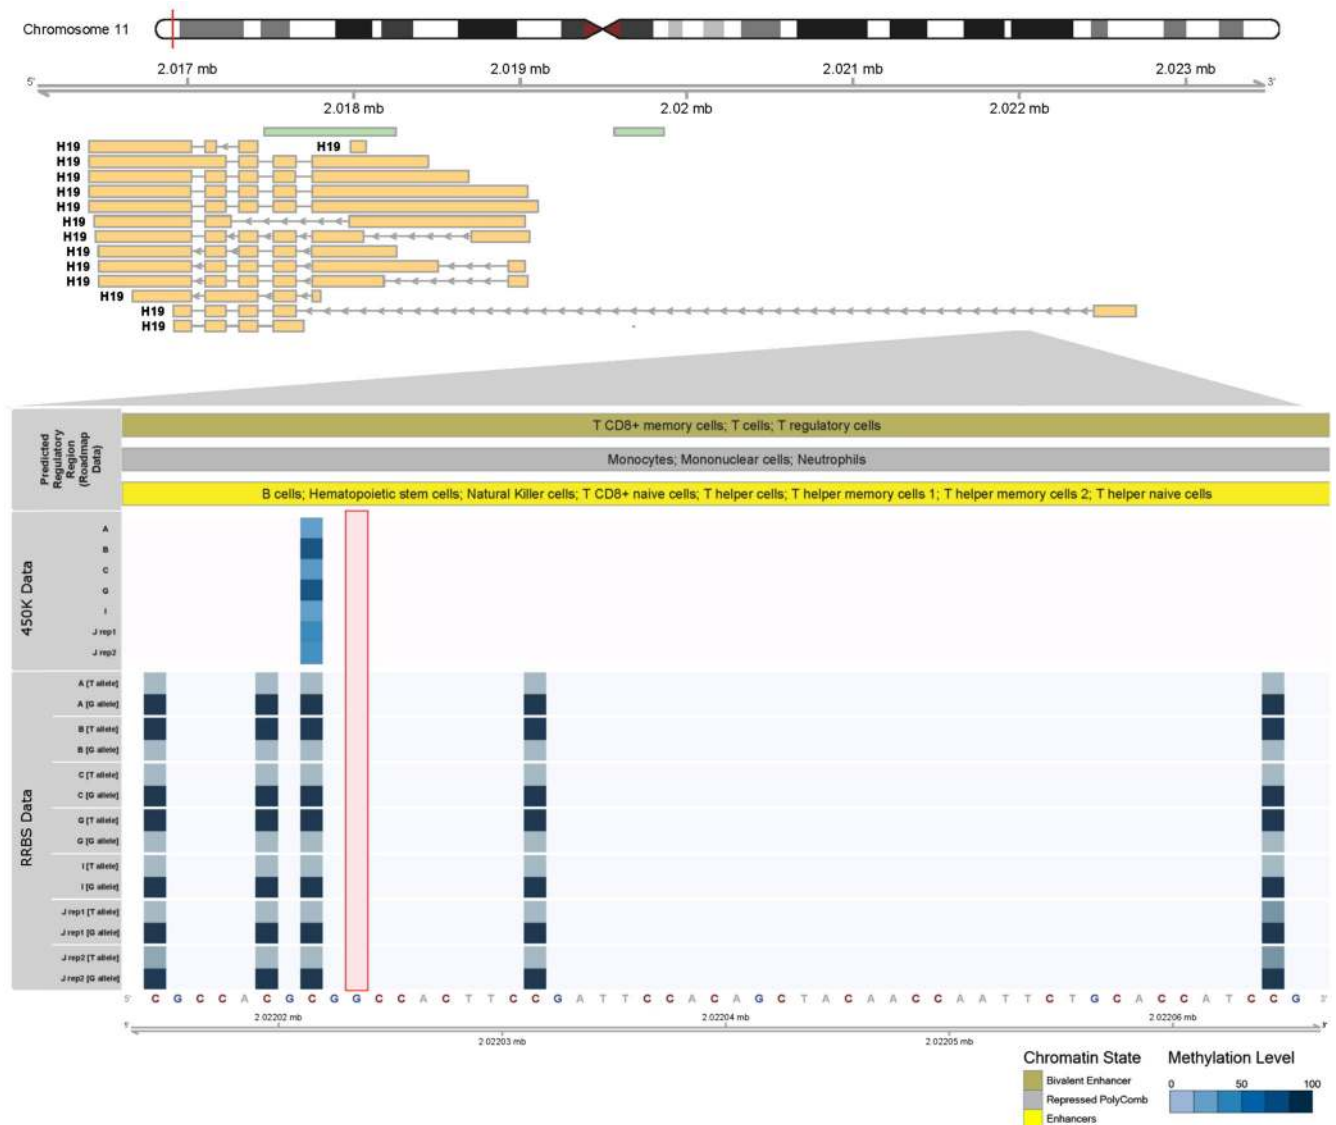 Chromosome 11
2.017 mb 2.019 mb 2.021 mb 2.023 mb
5' 3'
2.018 mb 2.02 mb 2.022 mb
H19 H19
H19
H19
H19
H19
H19
H19
H19
H19
H19
H19
H19
H19
Predicted
Regulatory
Region
(Roadmap
Data)
T CD8+ memory cells; T cells; T regulatory cells
Monocytes; Mononuclear cells; Neutrophils
B cells; Hematopoietic stem cells; Natural Killer cells; T CD8+ naive cells; T helper cells; T helper memory cells 1; T helper memory cells 2; T helper naive cells
450K Data
A
B
C
G
I
J rep1
J rep2
RRBS Data
A [T allele]
A [G allele]
B [T allele]
B [G allele]
C [T allele]
C [G allele]
G [T allele]
G [G allele]
I [T allele]
I [G allele]
J rep1 [T allele]
J rep1 [G allele]
J rep2 [T allele]
J rep2 [G allele]
5' C G C C A C G C G G C C A C T T C C G A T T C C A C A G C T A C A A C C A A T T C T G C A C C A T C C G 3'
2.02202 mb 2.02204 mb 2.02206 mb
5' 3'
2.02203 mb 2.02205 mb
Chromatin State
Bivalent Enhancer
Repressed PolyComb
Enhancers
Methylation Level
0 50 100